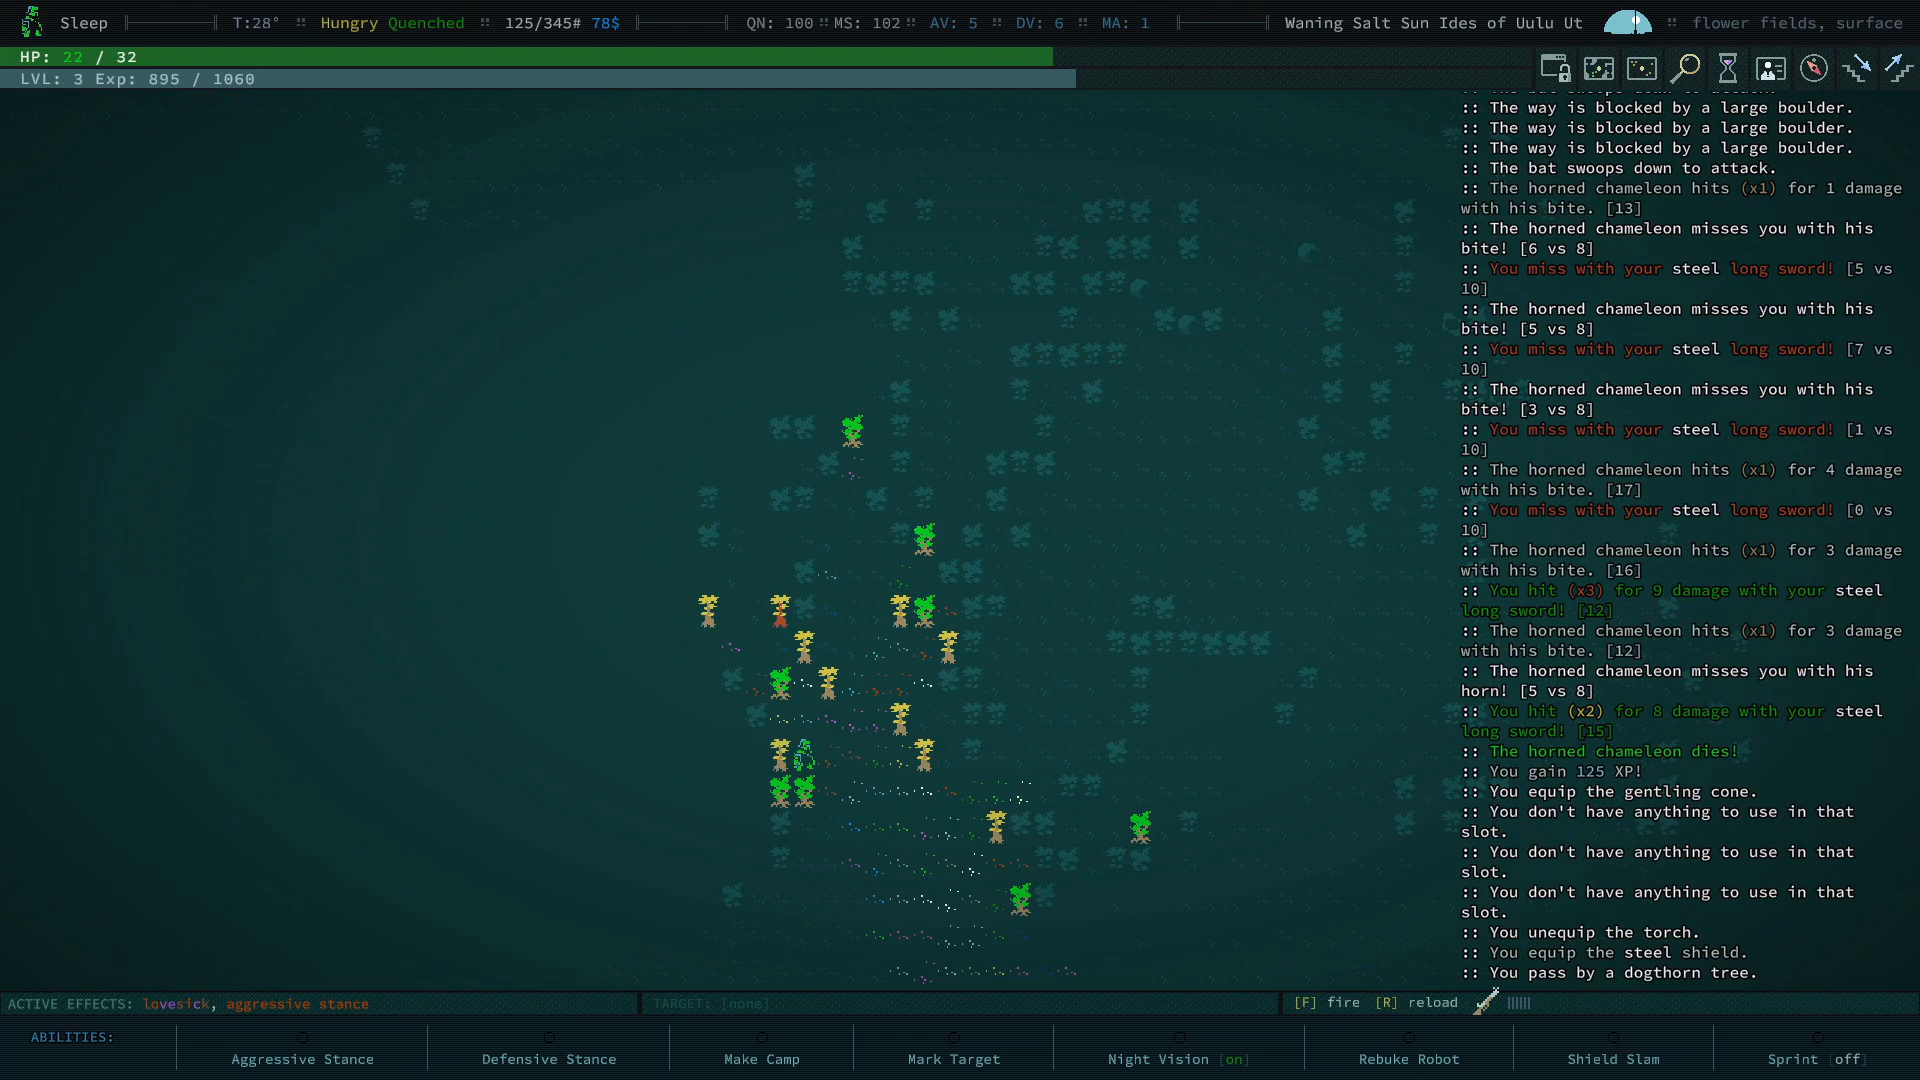 Sleep T:28° :: Hungry Quenched :: 125/345# 78$ QN: 100 :: MS: 102 :: AV: 5 :: DV: 6 :: MA: 1 Waning Salt Sun Ides of Uulu Ut :: flower fields, surface
HP: 22 / 32
LVL: 3 Exp: 895 / 1060
:: The way is blocked by a large boulder.
:: The way is blocked by a large boulder.
:: The way is blocked by a large boulder.
:: The bat swoops down to attack.
:: The horned chameleon hits (x1) for 1 damage
with his bite. [13]
:: The horned chameleon misses you with his
bite! [6 vs 8]
:: You miss with your steel long sword! [5 vs
10]
:: The horned chameleon misses you with his
bite! [5 vs 8]
:: You miss with your steel long sword! [7 vs
10]
:: The horned chameleon misses you with his
bite! [3 vs 8]
:: You miss with your steel long sword! [1 vs
10]
:: The horned chameleon hits (x1) for 4 damage
with his bite. [17]
:: You miss with your steel long sword! [0 vs
10]
:: The horned chameleon hits (x1) for 3 damage
with his bite. [16]
:: You hit (x3) for 9 damage with your steel
long sword! [12]
:: The horned chameleon hits (x1) for 3 damage
with his bite. [12]
:: The horned chameleon misses you with his
horn! [5 vs 8]
:: You hit (x2) for 8 damage with your steel
long sword! [15]
:: The horned chameleon dies!
:: You gain 125 XP!
:: You equip the gentling cone.
:: You don't have anything to use in that
slot.
:: You don't have anything to use in that
slot.
:: You don't have anything to use in that
slot.
:: You unequip the torch.
:: You equip the steel shield.
:: You pass by a dogthorn tree.
ACTIVE EFFECTS: lovesick, aggressive stance TARGET: [none] [F] fire [R] reload
ABILITIES: Aggressive Stance Defensive Stance Make Camp Mark Target Night Vision [on] Rebuke Robot Shield Slam Sprint [off]